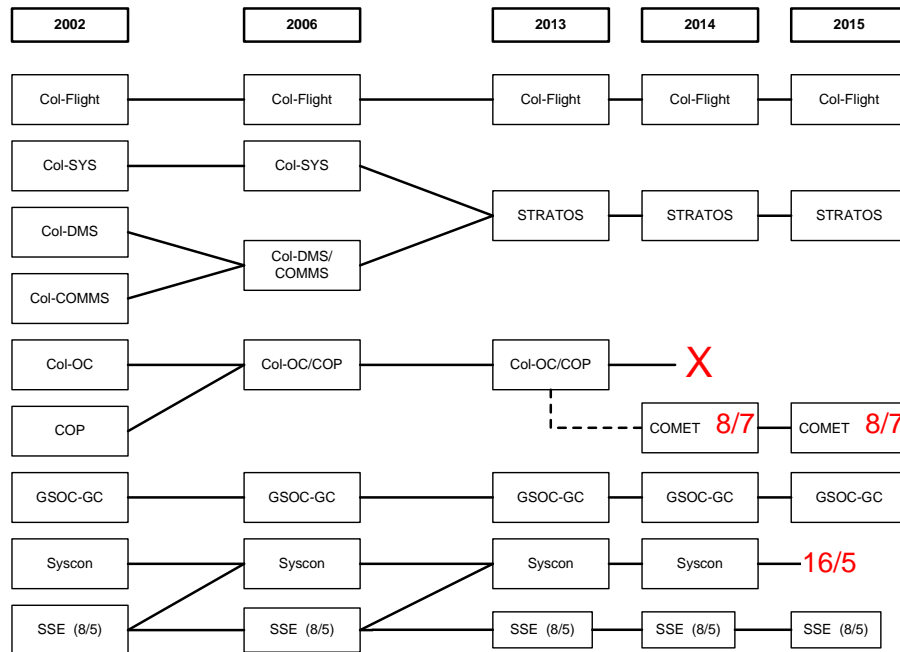 2002 2006 2013 2014 2015
Col-Flight Col-Flight Col-Flight Col-Flight Col-Flight
Col-SYS Col-SYS
STRATOS STRATOS STRATOS
Col-DMS
Col-DMS/
COMMS
Col-COMMS
Col-OC Col-OC/COP Col-OC/COP X
COP COMET 8/7 COMET 8/7
GSOC-GC GSOC-GC GSOC-GC GSOC-GC GSOC-GC
Syscon Syscon Syscon Syscon 16/5
SSE (8/5) SSE (8/5) SSE (8/5) SSE (8/5) SSE (8/5)